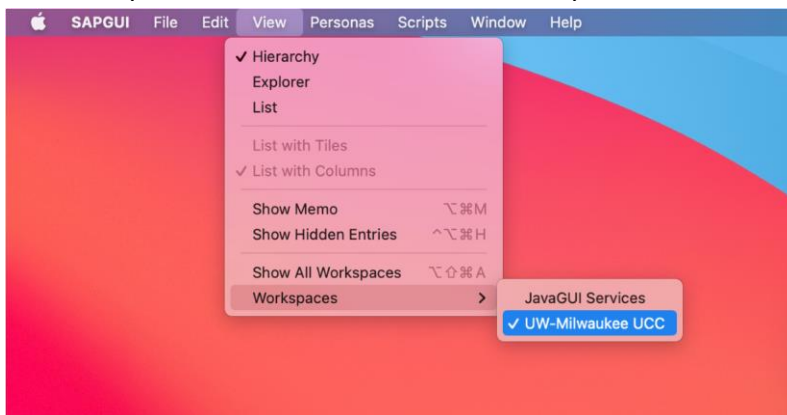 SAPGUI File Edit View Personas Scripts Window Help
✓ Hierarchy
Explorer
List
List with Tiles
✓ List with Columns
Show Memo ⌥⌘M
Show Hidden Entries ^⌥⌘H
Show All Workspaces ⌥⇧⌘A
Workspaces >
JavaGUI Services
✓ UW-Milwaukee UCC